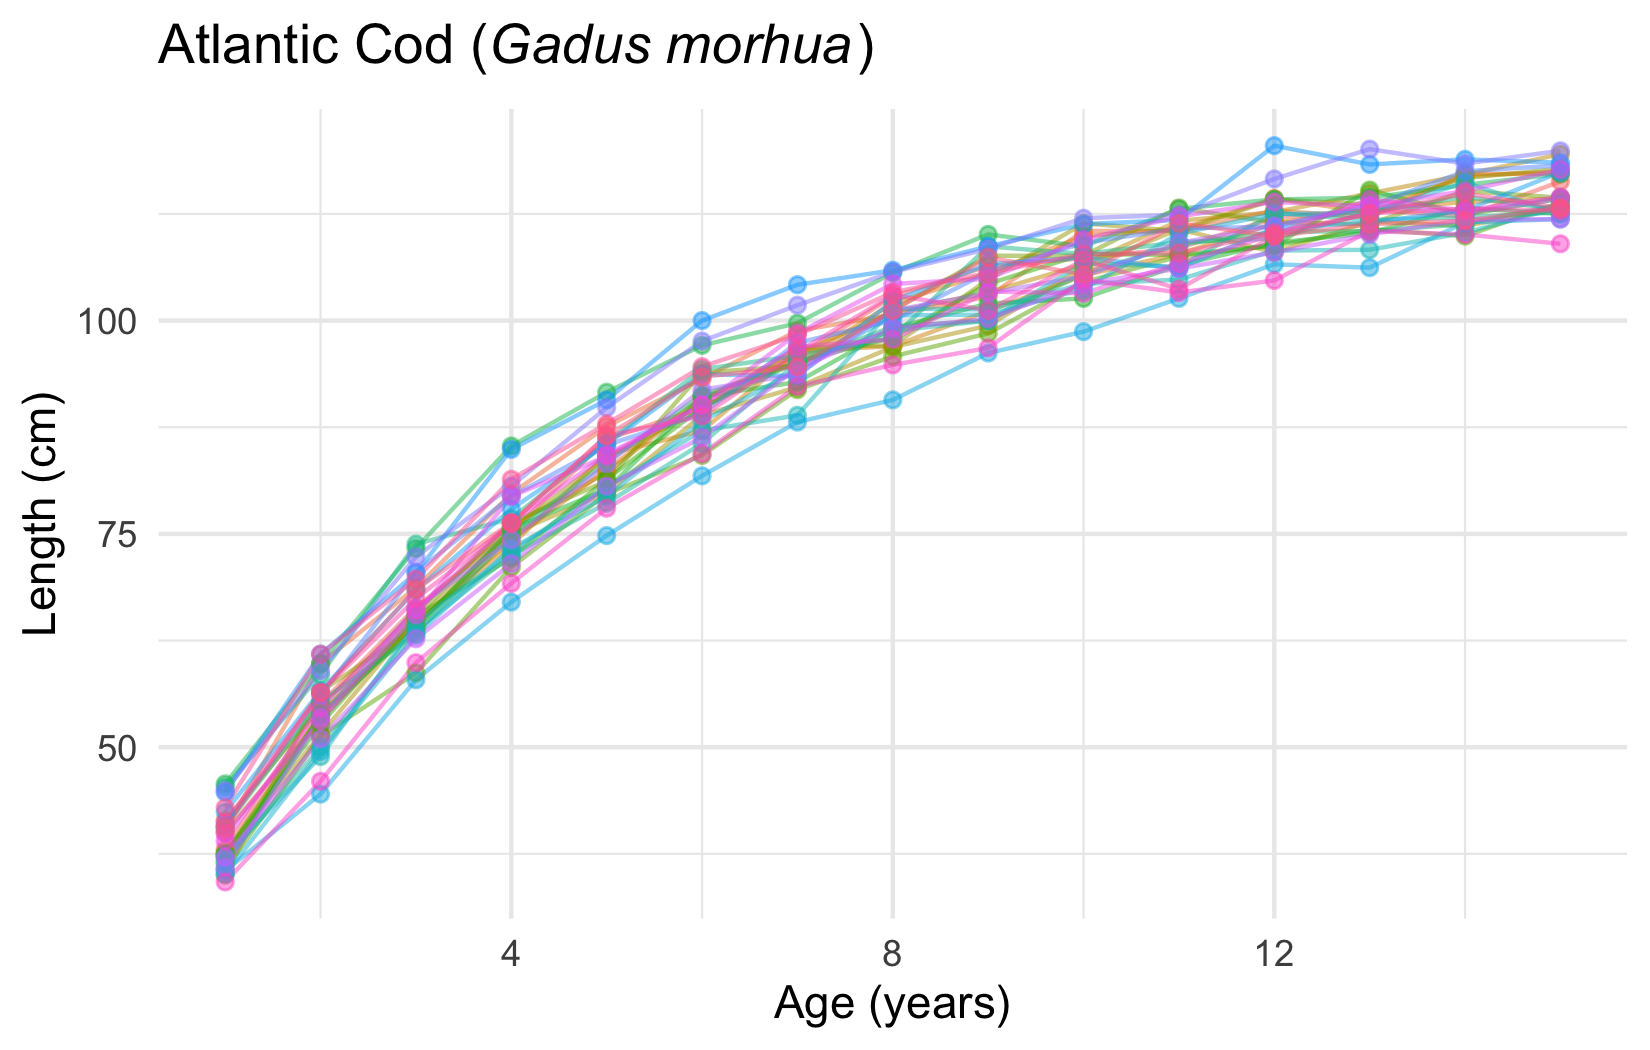 Atlantic Cod (Gadus morhua)
Length (cm)
100
75
50
4 8 12
Age (years)